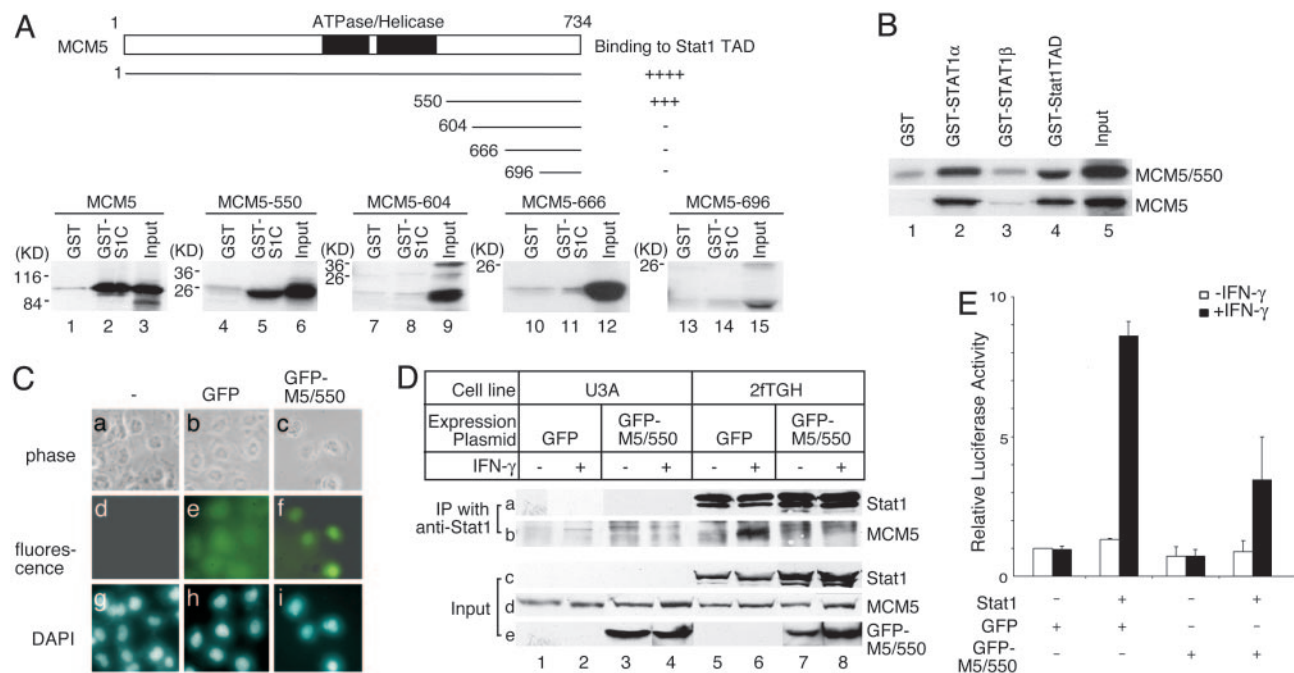 A
1 ATPase/Helicase 734
MCM5 Binding to Stat1 TAD
1 ++++
550 +++
604 -
666 -
696 -
MCM5 MCM5-550 MCM5-604 MCM5-666 MCM5-696
GST GST-S1C Input GST GST-S1C Input GST GST-S1C Input GST GST-S1C Input GST GST-S1C Input
(KD) (KD) (KD) (KD) (KD)
116- 36- 36- 26- 26-
84- 26- 26-
1 2 3 4 5 6 7 8 9 10 11 12 13 14 15
B
GST GST-STAT1α GST-STAT1β GST-Stat1TAD Input
MCM5/550
MCM5
1 2 3 4 5
C
- GFP GFP-
M5/550
phase a b c
fluores-
cence d e f
DAPI g h i
D
Cell line U3A 2fTGH
Expression
Plasmid GFP GFP-
M5/550 GFP GFP-
M5/550
IFN-γ - + - + - + - +
IP with
anti-Stat1
a Stat1
b MCM5
Input
c Stat1
d MCM5
e GFP-
M5/550
1 2 3 4 5 6 7 8
E
-IFN-γ
+IFN-γ
Relative Luciferase Activity
10
5
0
Stat1 - + - +
GFP + + - -
GFP-
M5/550 - - + +